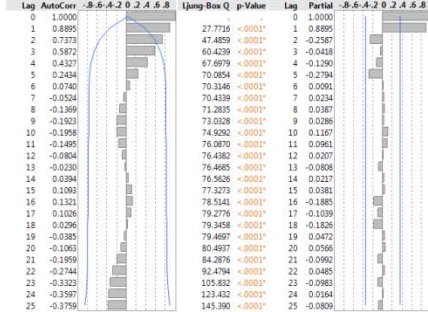 Lag AutoCorr -.8-.6-.4-.2 0 .2 .4 .6 .8 Ljung-Box Q p-Value Lag Partial -.8-.6-.4-.2 0 .2 .4 .6 .8
0 1.0000 . . 0 1.0000
1 0.8895 27.7716 <.0001* 1 0.8895
2 0.7373 47.4859 <.0001* 2 -0.2587
3 0.5872 60.4239 <.0001* 3 -0.0418
4 0.4327 67.6979 <.0001* 4 -0.1290
5 0.2434 70.0854 <.0001* 5 -0.2794
6 0.0740 70.3146 <.0001* 6 0.0091
7 -0.0524 70.4339 <.0001* 7 0.0234
8 -0.1369 71.2835 <.0001* 8 0.0387
9 -0.1923 73.0328 <.0001* 9 0.0286
10 -0.1958 74.9292 <.0001* 10 0.1167
11 -0.1495 76.0870 <.0001* 11 0.0961
12 -0.0804 76.4382 <.0001* 12 0.0207
13 -0.0230 76.4685 <.0001* 13 -0.0808
14 0.0394 76.5626 <.0001* 14 0.0217
15 0.1093 77.3273 <.0001* 15 0.0381
16 0.1321 78.5141 <.0001* 16 -0.1885
17 0.1026 79.2776 <.0001* 17 -0.1039
18 0.0296 79.3458 <.0001* 18 -0.1826
19 -0.0385 79.4697 <.0001* 19 0.0472
20 -0.1063 80.4937 <.0001* 20 0.0566
21 -0.1959 84.2876 <.0001* 21 -0.0992
22 -0.2744 92.4794 <.0001* 22 0.0485
23 -0.3323 105.832 <.0001* 23 -0.0983
24 -0.3597 123.432 <.0001* 24 0.0164
25 -0.3759 145.390 <.0001* 25 -0.0809